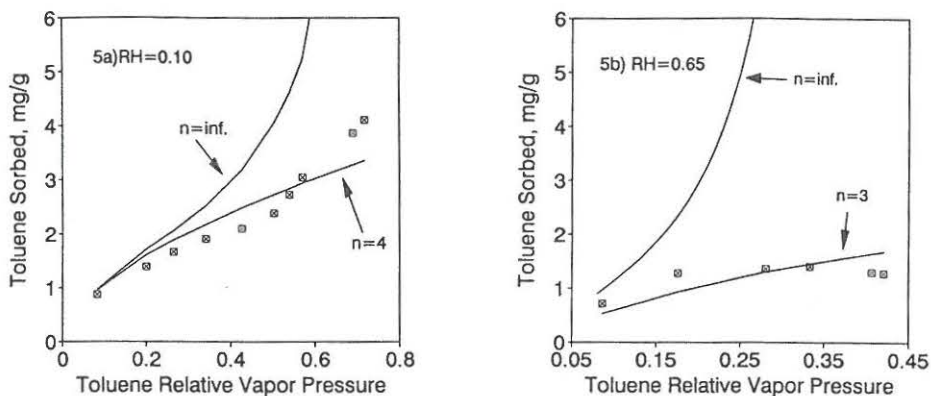 6
5
4
3
2
1
0
Toluene Sorbed, mg/g
5a)RH=0.10
n=inf.
n=4
0
0.2
0.4
0.6
0.8
Toluene Relative Vapor Pressure
6
5
4
3
2
1
0
Toluene Sorbed, mg/g
5b) RH=0.65
n=inf.
n=3
0.05
0.15
0.25
0.35
0.45
Toluene Relative Vapor Pressure